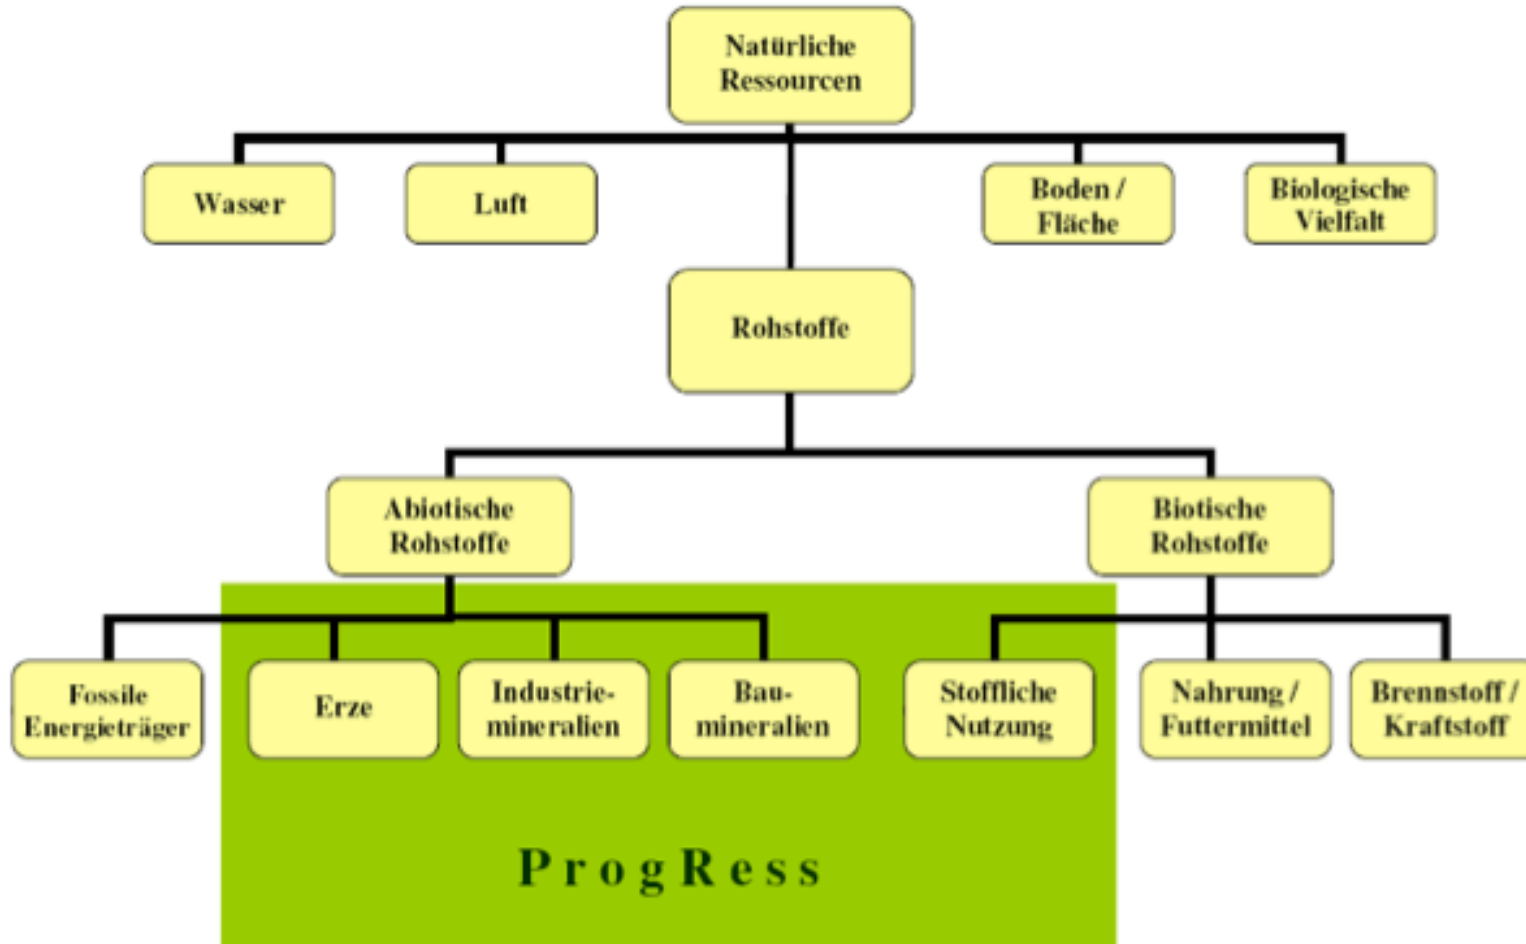 Natürliche
Ressourcen
Wasser
Luft
Boden /
Fläche
Biologische
Vielfalt
Rohstoffe
Abiotische
Rohstoffe
Biotische
Rohstoffe
Fossile
Energieträger
Erze
Industrie-
mineralien
Bau-
mineralien
Stoffliche
Nutzung
Nahrung /
Futtermittel
Brennstoff /
Kraftstoff
ProgRess